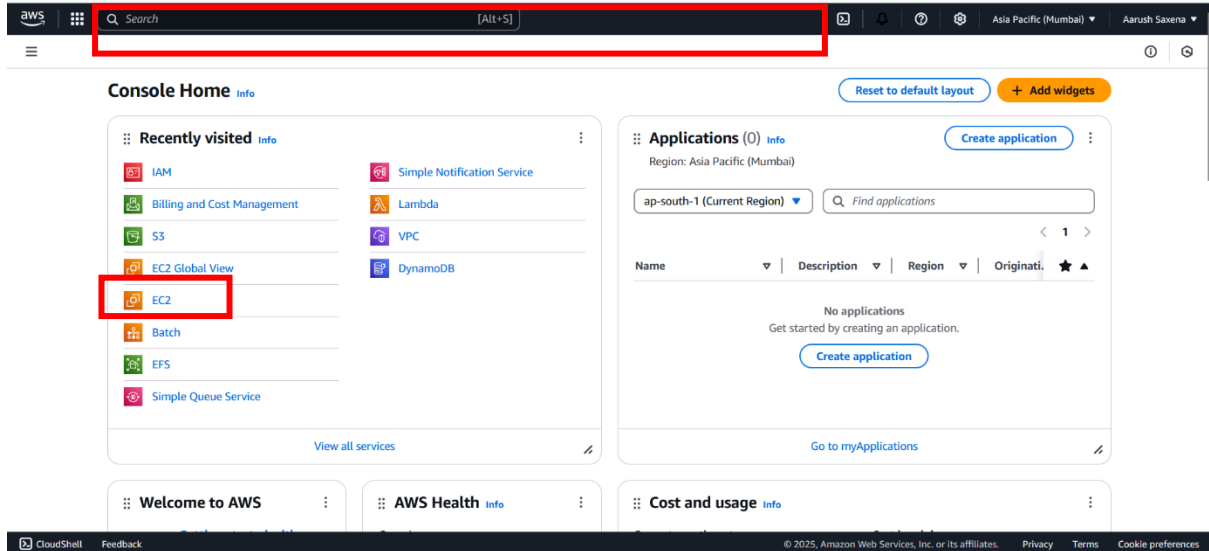 aws
Search [Alt+S]
Asia Pacific (Mumbai) ▼
Aarush Saxena ▼
Console Home Info
Reset to default layout
+ Add widgets
Recently visited Info
IAM
Billing and Cost Management
S3
EC2 Global View
EC2
Batch
EFS
Simple Queue Service
Simple Notification Service
Lambda
VPC
DynamoDB
View all services
Applications (0) Info
Create application
Region: Asia Pacific (Mumbai)
ap-south-1 (Current Region) ▼
Find applications
1
Name
Description
Region
Originati.
No applications
Get started by creating an application.
Create application
Go to myApplications
Welcome to AWS
AWS Health Info
Cost and usage Info
CloudShell
Feedback
© 2025, Amazon Web Services, Inc. or its affiliates.
Privacy
Terms
Cookie preferences